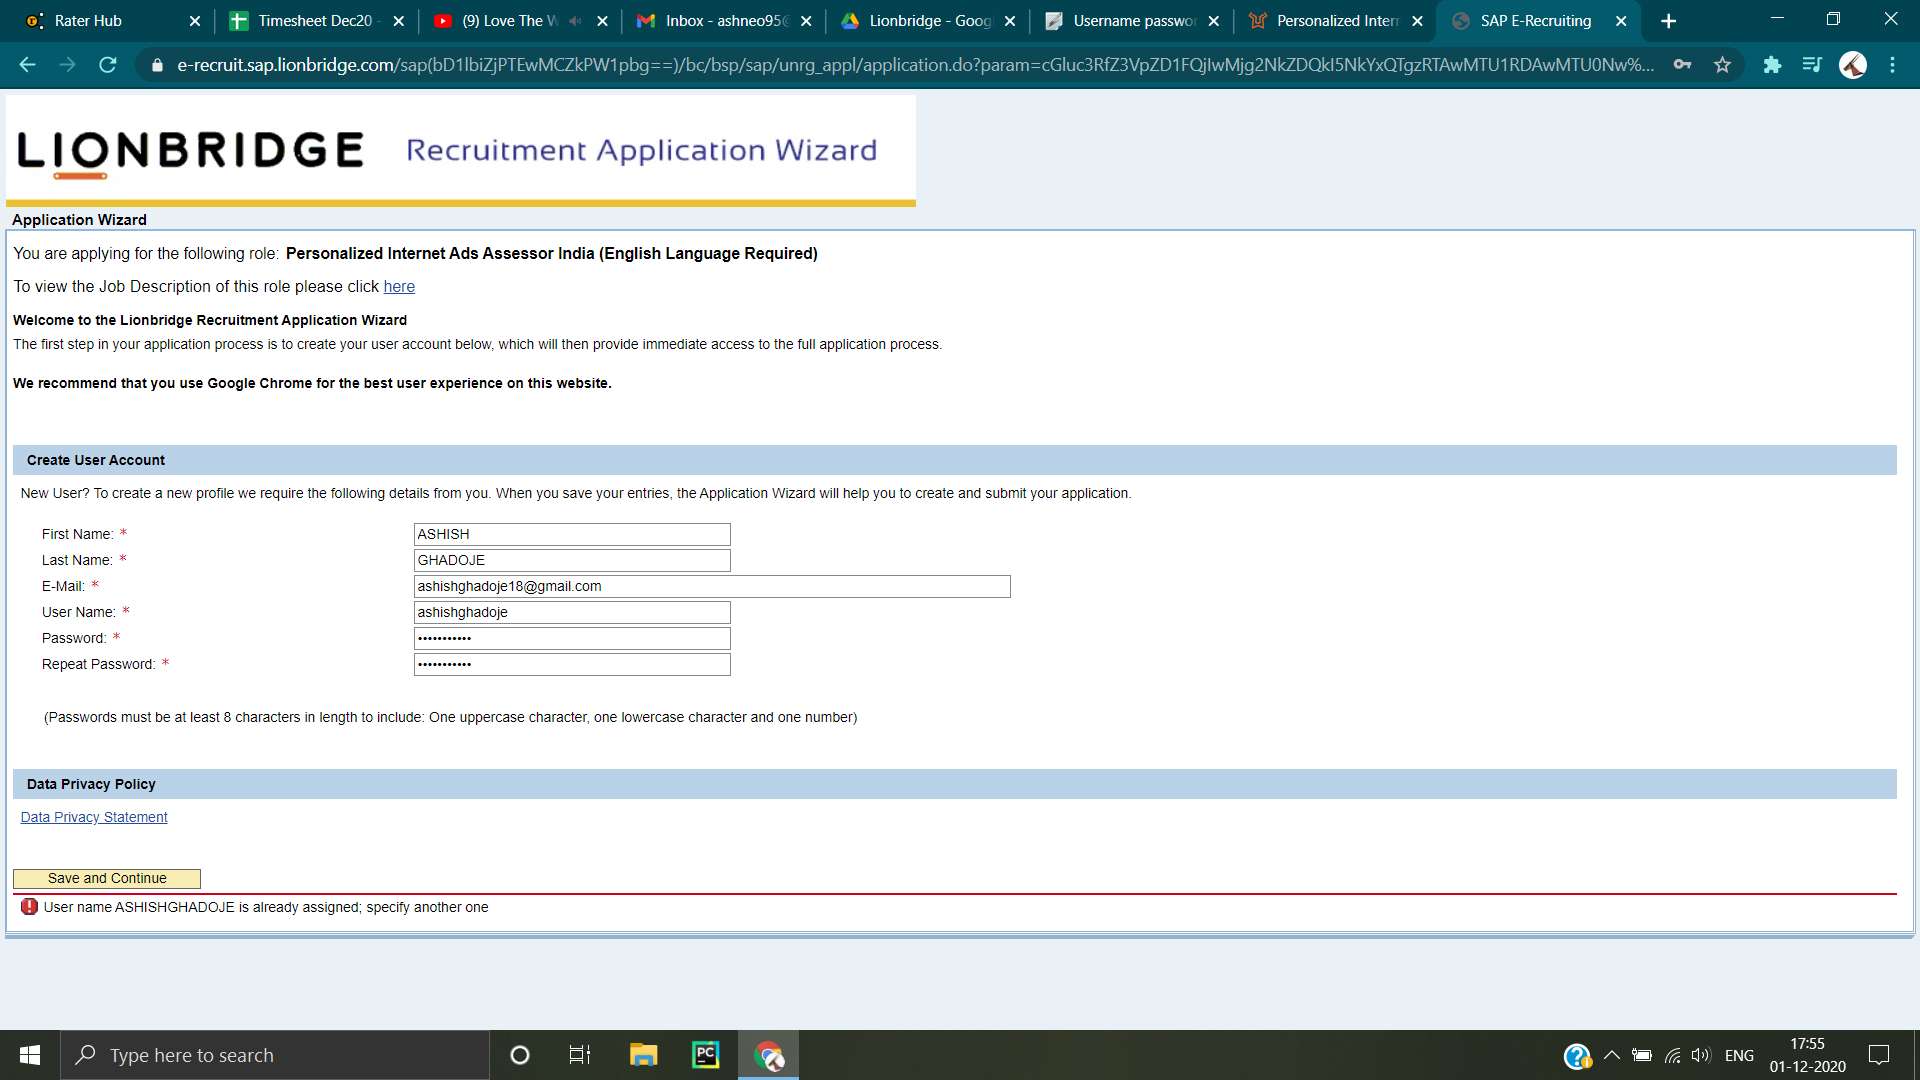 Rater Hub
Timesheet Dec20
(9) Love The W
Inbox - ashneo95
Lionbridge - Goog
Username passwor
Personalized Intern
SAP E-Recruiting
e-recruit.sap.lionbridge.com/sap(bD1lbiZjPTEwMCZkPW1pbg==)/bc/bsp/sap/unrg_appl/application.do?param=cGluc3RfZ3VpZD1FQjIwMjg2NkZDQkI5NkYxQTgzRTAwMTU1RDAwMTU0Nw%...
LIONBRIDGE Recruitment Application Wizard
Application Wizard
You are applying for the following role: Personalized Internet Ads Assessor India (English Language Required)
To view the Job Description of this role please click here
Welcome to the Lionbridge Recruitment Application Wizard
The first step in your application process is to create your user account below, which will then provide immediate access to the full application process.
We recommend that you use Google Chrome for the best user experience on this website.
Create User Account
New User? To create a new profile we require the following details from you. When you save your entries, the Application Wizard will help you to create and submit your application.
First Name: * ASHISH
Last Name: * GHADOJE
E-Mail: * ashishghadoje18@gmail.com
User Name: * ashishghadoje
Password: * •••••••••••
Repeat Password: * •••••••••••
(Passwords must be at least 8 characters in length to include: One uppercase character, one lowercase character and one number)
Data Privacy Policy
Data Privacy Statement
Save and Continue
User name ASHISHGHADOJE is already assigned; specify another one
Type here to search
PC
ENG
17:55
01-12-2020